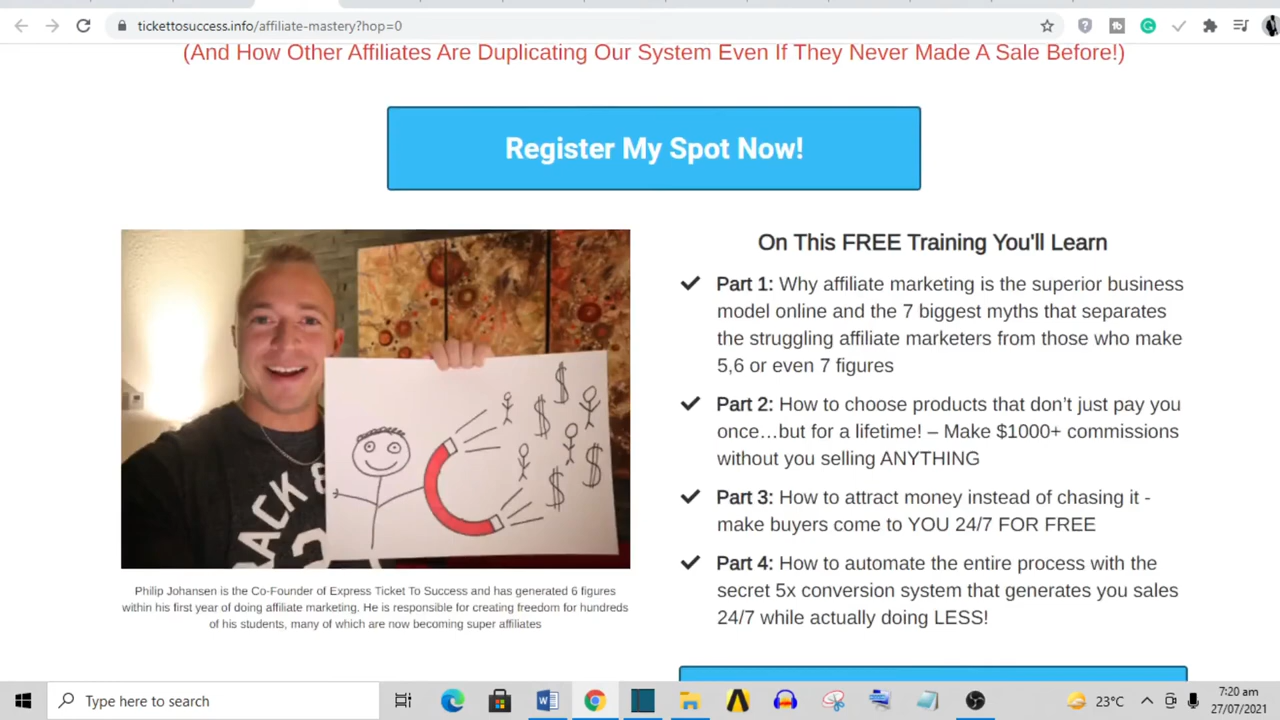 tickettosuccess.info/affiliate-mastery?hop=0
(And How Other Affiliates Are Duplicating Our System Even If They Never Made A Sale Before!)
Register My Spot Now!
On This FREE Training You'll Learn
Part 1: Why affiliate marketing is the superior business
model online and the 7 biggest myths that separates
the struggling affiliate marketers from those who make
5,6 or even 7 figures
Part 2: How to choose products that don’t just pay you
once…but for a lifetime! – Make $1000+ commissions
without you selling ANYTHING
Part 3: How to attract money instead of chasing it -
make buyers come to YOU 24/7 FOR FREE
Part 4: How to automate the entire process with the
secret 5x conversion system that generates you sales
24/7 while actually doing LESS!
Philip Johansen is the Co-Founder of Express Ticket To Success and has generated 6 figures
within his first year of doing affiliate marketing. He is responsible for creating freedom for hundreds
of his students, many of which are now becoming super affiliates
Type here to search
23°C
7:20 am
27/07/2021